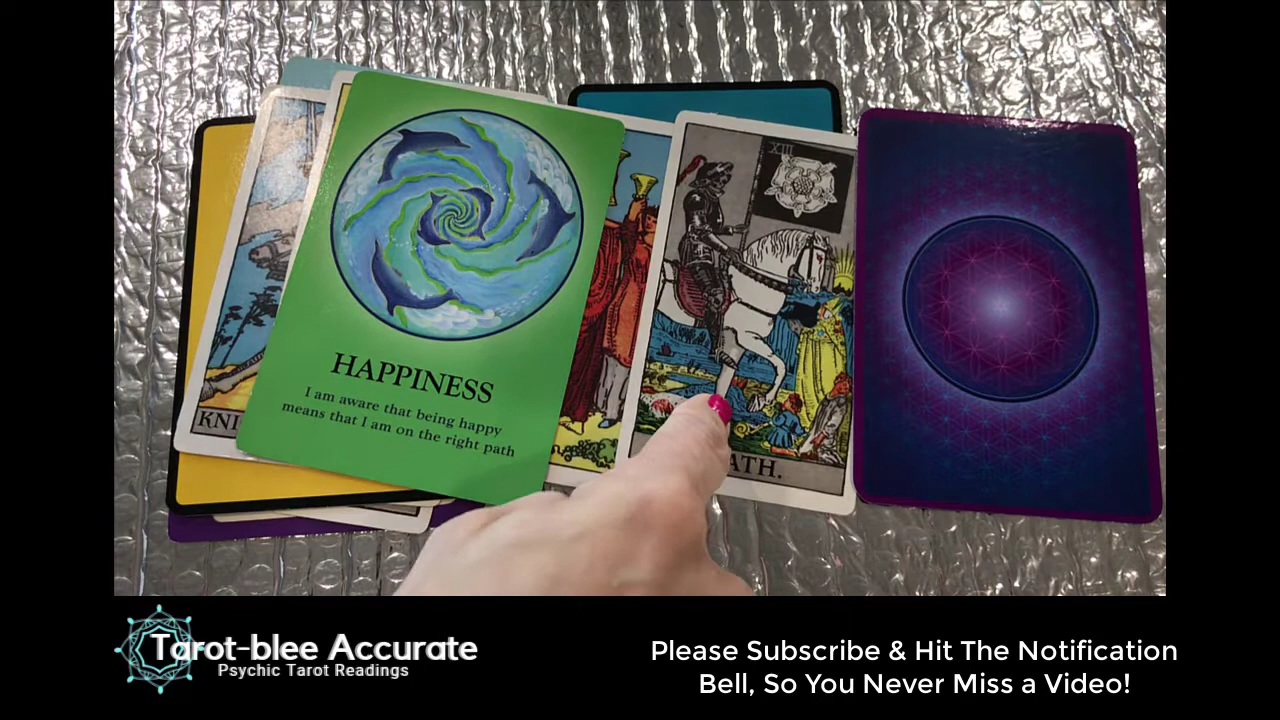 XIII
HAPPINESS
I am aware that being happy
means that I am on the right path
KNI
ATH.
Tarot-blee Accurate
Psychic Tarot Readings
Please Subscribe & Hit The Notification
Bell, So You Never Miss a Video!